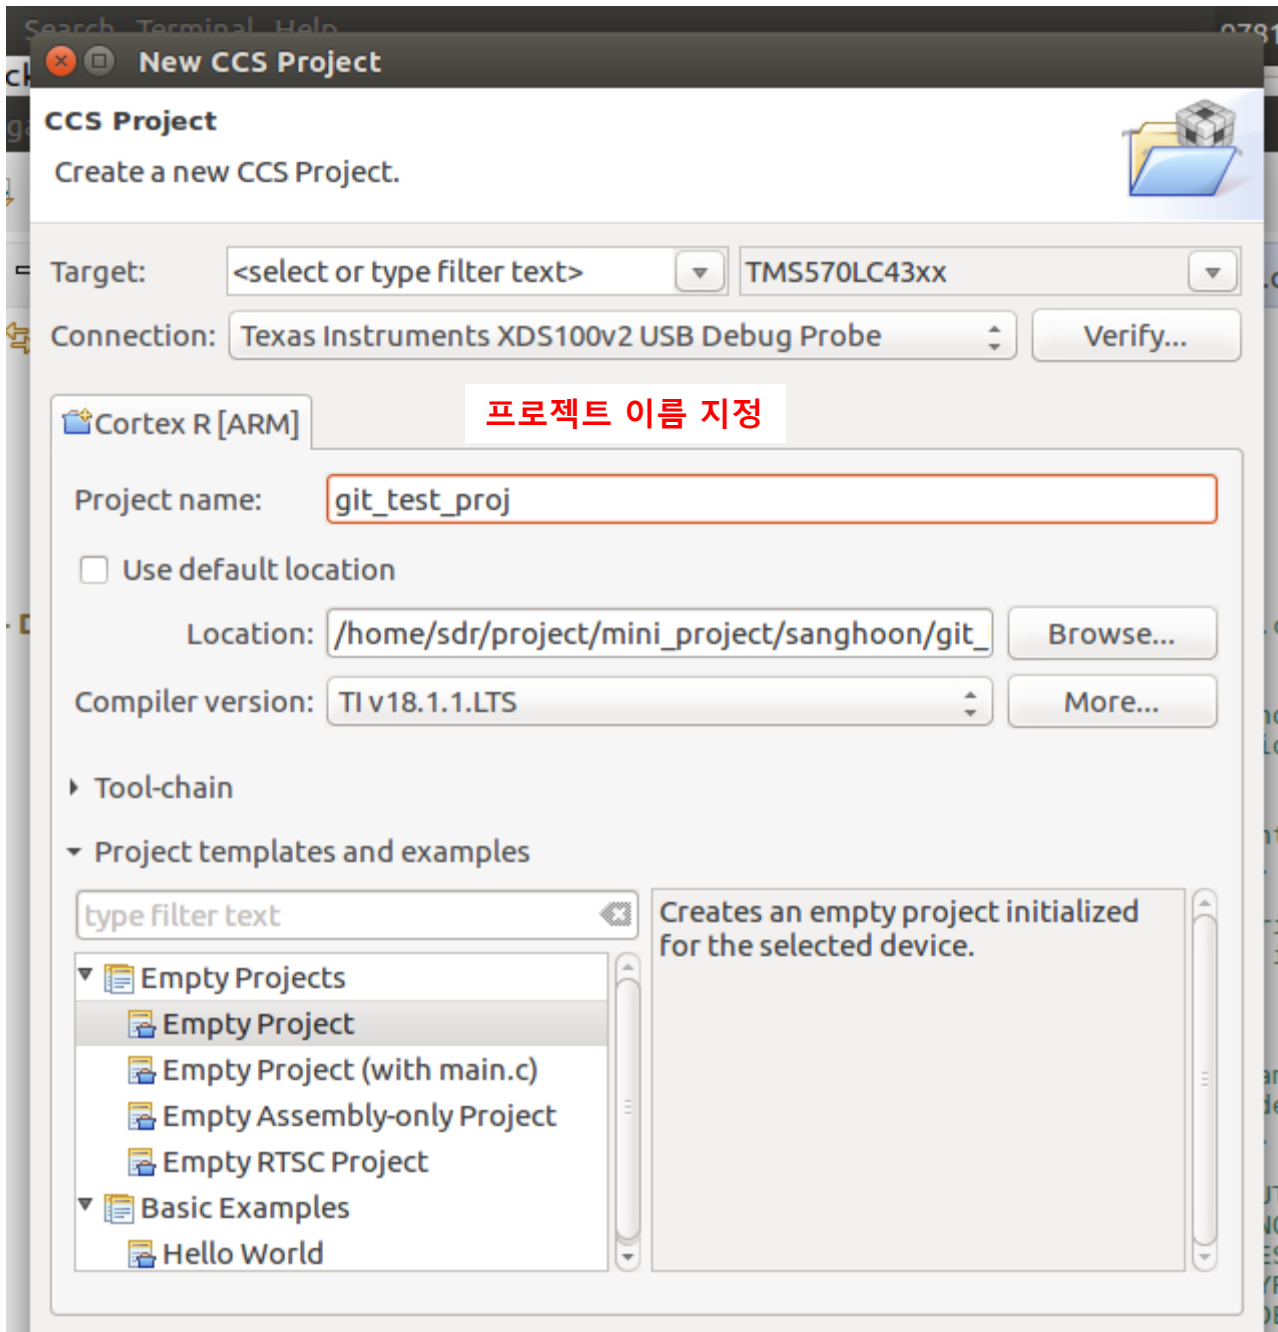 Search Terminal Help
New CCS Project
CCS Project
Create a new CCS Project.
Target: <select or type filter text> TMS570LC43xx
Connection: Texas Instruments XDS100v2 USB Debug Probe Verify...
Cortex R [ARM]
프로젝트 이름 지정
Project name: git_test_proj
Use default location
Location: /home/sdr/project/mini_project/sanghoon/git_ Browse...
Compiler version: TI v18.1.1.LTS More...
Tool-chain
Project templates and examples
type filter text
Creates an empty project initialized
for the selected device.
Empty Projects
Empty Project
Empty Project (with main.c)
Empty Assembly-only Project
Empty RTSC Project
Basic Examples
Hello World